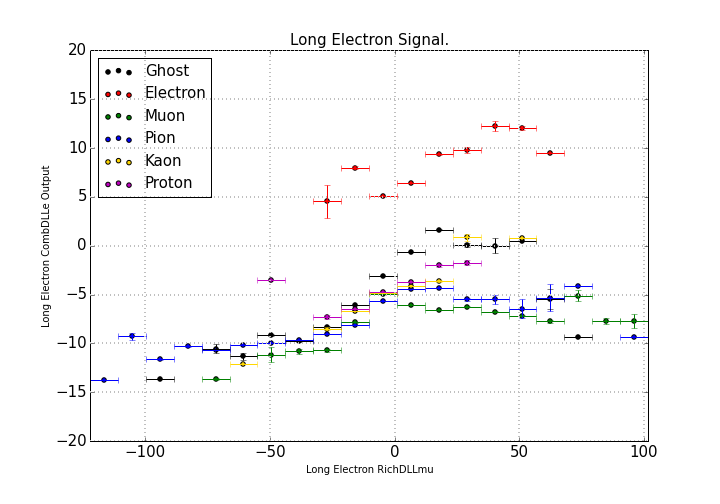 Long Electron Signal.
Ghost
Electron
Muon
Pion
Kaon
Proton
20
15
10
5
0
−5
−10
−15
−20
Long Electron CombDLLe Output
−100
−50
0
50
100
Long Electron RichDLLmu